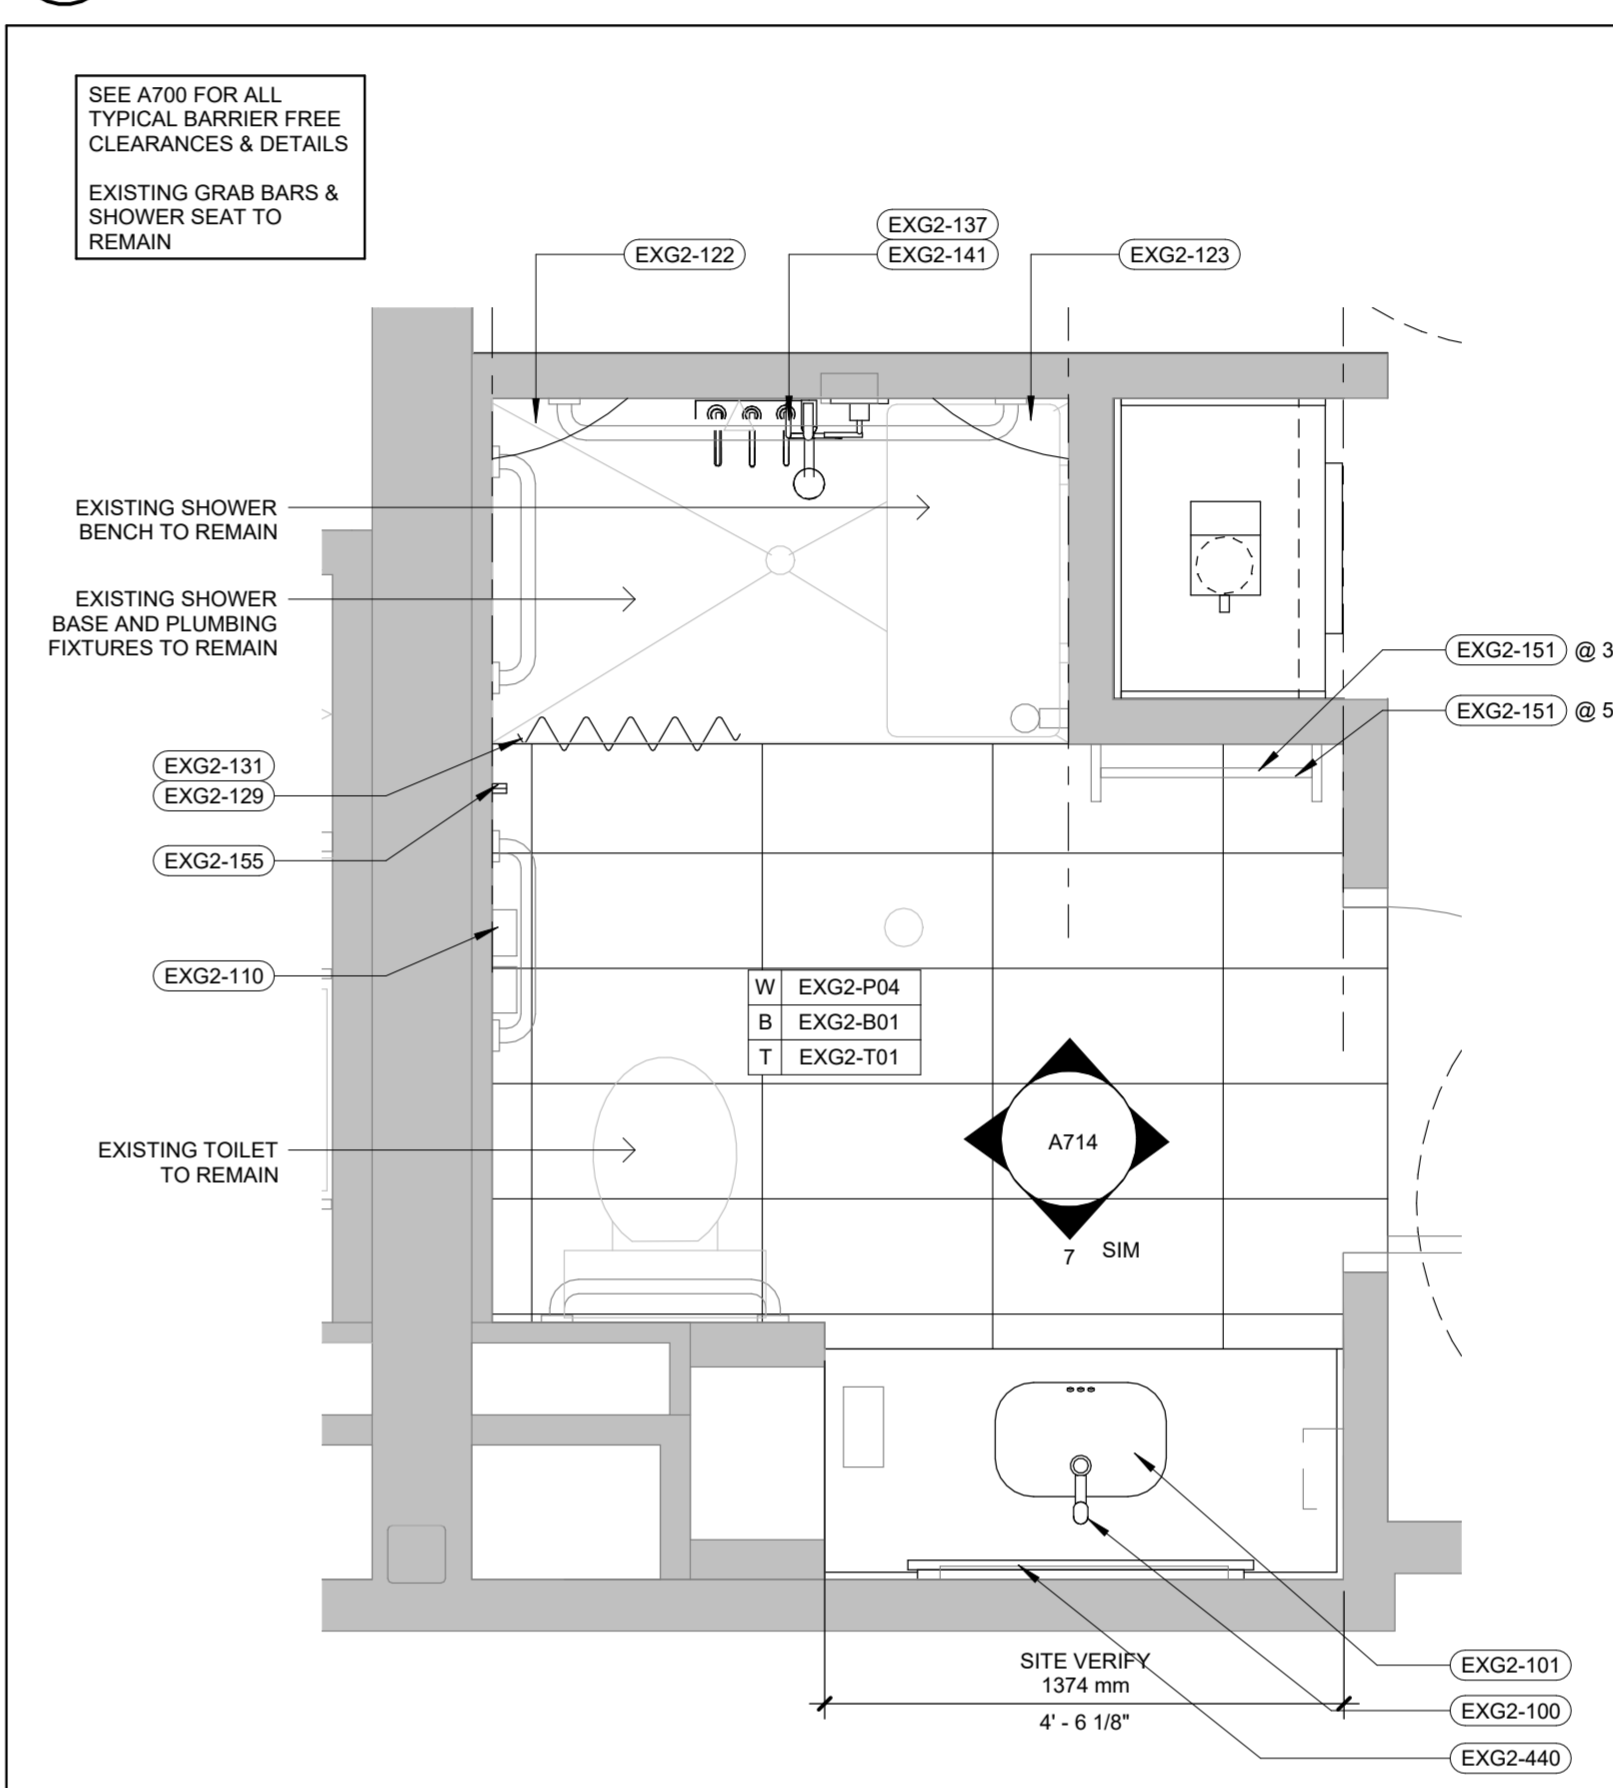 SEE A700 FOR ALL
TYPICAL BARRIER FREE
CLEARANCES & DETAILS
EXISTING GRAB BARS &
SHOWER SEAT TO
REMAIN
EXG2-122
EXG2-137
EXG2-141
EXG2-123
EXISTING SHOWER
BENCH TO REMAIN
EXISTING SHOWER
BASE AND PLUMBING
FIXTURES TO REMAIN
EXG2-151 @ 3
EXG2-151 @ 5
EXG2-131
EXG2-129
EXG2-155
EXG2-110
W EXG2-P04
B EXG2-B01
T EXG2-T01
A714
7 SIM
EXISTING TOILET
TO REMAIN
SITE VERIFY
1374 mm
4' - 6 1/8"
EXG2-101
EXG2-100
EXG2-440